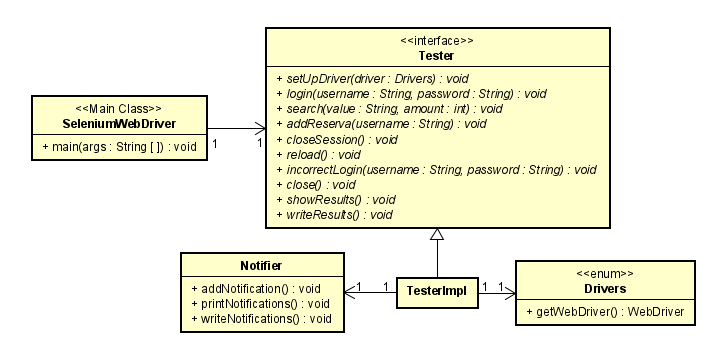 <<interface>>
Tester
+ setUpDriver(driver : Drivers) : void
+ login(username : String, password : String) : void
+ search(value : String, amount : int) : void
+ addReserva(username : String) : void
+ closeSession() : void
+ reload() : void
+ incorrectLogin(username : String, password : String) : void
+ close() : void
+ showResults() : void
+ writeResults() : void
<<Main Class>>
SeleniumWebDriver
+ main(args : String [ ]) : void
1
1
Notifier
+ addNotification() : void
+ printNotifications() : void
+ writeNotifications() : void
1
1
TesterImpl
1
1
<<enum>>
Drivers
+ getWebDriver() : WebDriver